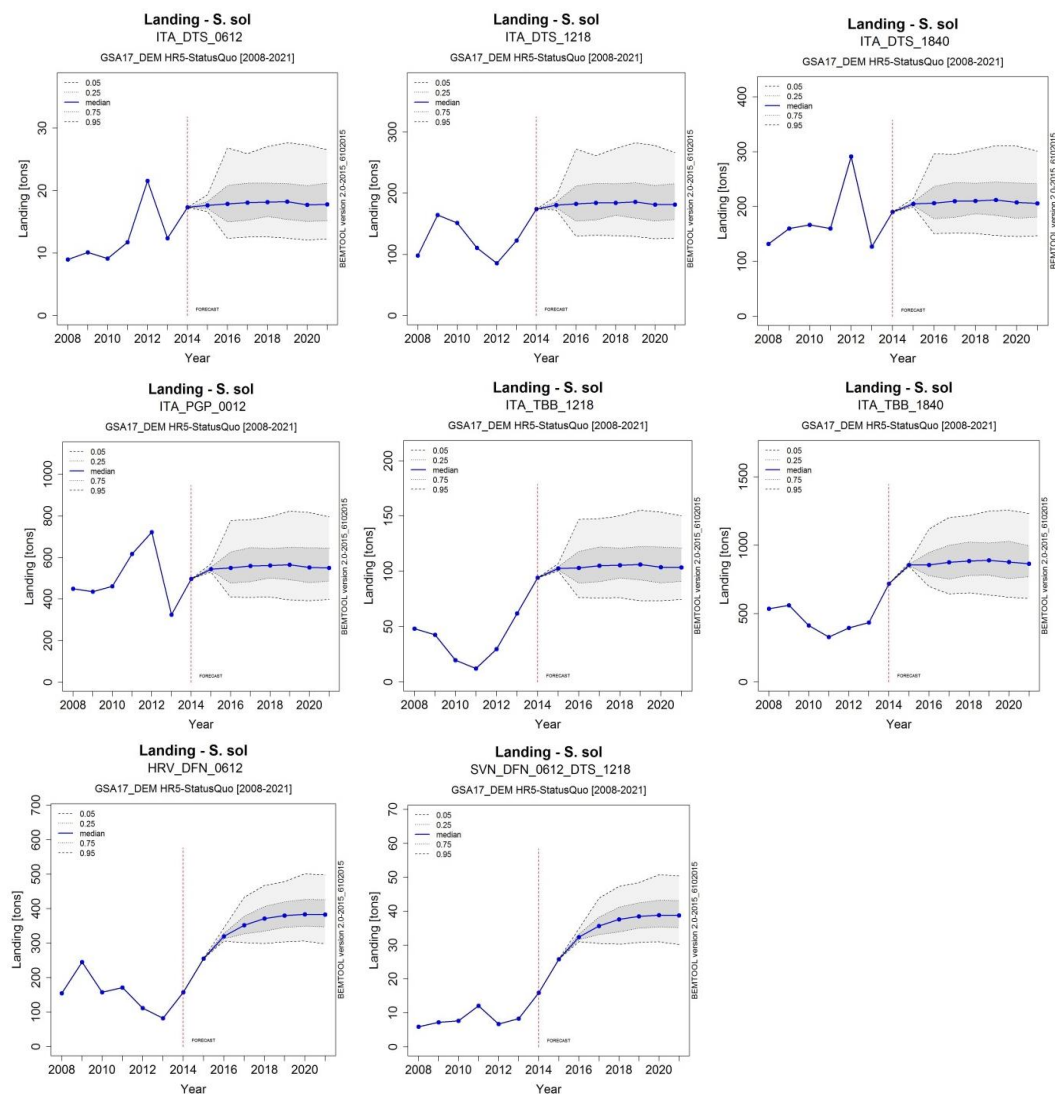 Landing - S. sol
ITA_DTS_0612
GSA17_DEM HR5-StatusQuo [2008-2021]
0.05
0.25
median
0.75
0.95
30
20
10
0
Landing [tons]
FORECAST
2008 2010 2012 2014 2016 2018 2020
Year
BEMTOOL version 2.0-2015_6102015
Landing - S. sol
ITA_DTS_1218
GSA17_DEM HR5-StatusQuo [2008-2021]
0.05
0.25
median
0.75
0.95
300
200
100
0
Landing [tons]
FORECAST
2008 2010 2012 2014 2016 2018 2020
Year
BEMTOOL version 2.0-2015_6102015
Landing - S. sol
ITA_DTS_1840
GSA17_DEM HR5-StatusQuo [2008-2021]
0.05
0.25
median
0.75
0.95
400
300
200
100
0
Landing [tons]
FORECAST
2008 2010 2012 2014 2016 2018 2020
Year
BEMTOOL version 2.0-2015_6102015
Landing - S. sol
ITA_PGP_0012
GSA17_DEM HR5-StatusQuo [2008-2021]
0.05
0.25
median
0.75
0.95
1000
800
600
400
200
0
Landing [tons]
FORECAST
2008 2010 2012 2014 2016 2018 2020
Year
BEMTOOL version 2.0-2015_6102015
Landing - S. sol
ITA_TBB_1218
GSA17_DEM HR5-StatusQuo [2008-2021]
0.05
0.25
median
0.75
0.95
200
150
100
50
0
Landing [tons]
FORECAST
2008 2010 2012 2014 2016 2018 2020
Year
BEMTOOL version 2.0-2015_6102015
Landing - S. sol
ITA_TBB_1840
GSA17_DEM HR5-StatusQuo [2008-2021]
0.05
0.25
median
0.75
0.95
1500
1000
500
0
Landing [tons]
FORECAST
2008 2010 2012 2014 2016 2018 2020
Year
BEMTOOL version 2.0-2015_6102015
Landing - S. sol
HRV_DFN_0612
GSA17_DEM HR5-StatusQuo [2008-2021]
0.05
0.25
median
0.75
0.95
700
600
500
400
300
200
100
0
Landing [tons]
FORECAST
2008 2010 2012 2014 2016 2018 2020
Year
BEMTOOL version 2.0-2015_6102015
Landing - S. sol
SVN_DFN_0612_DTS_1218
GSA17_DEM HR5-StatusQuo [2008-2021]
0.05
0.25
median
0.75
0.95
70
60
50
40
30
20
10
0
Landing [tons]
FORECAST
2008 2010 2012 2014 2016 2018 2020
Year
BEMTOOL version 2.0-2015_6102015